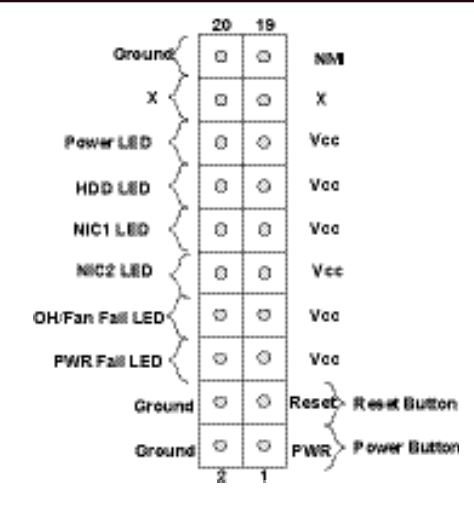 20 19
Ground NMI
X X
Power LED Vcc
HDD LED Vcc
NIC1 LED Vcc
NIC2 LED Vcc
OH/Fan Fail LED Vcc
PWR Fail LED Vcc
Ground Reset Reset Button
Ground PWR Power Button
2 1